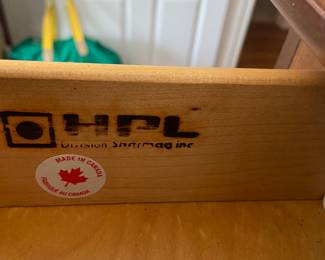 HPL
Division Shermag inc
MADE IN CANADA
FABRIQUÉ AU CANADA